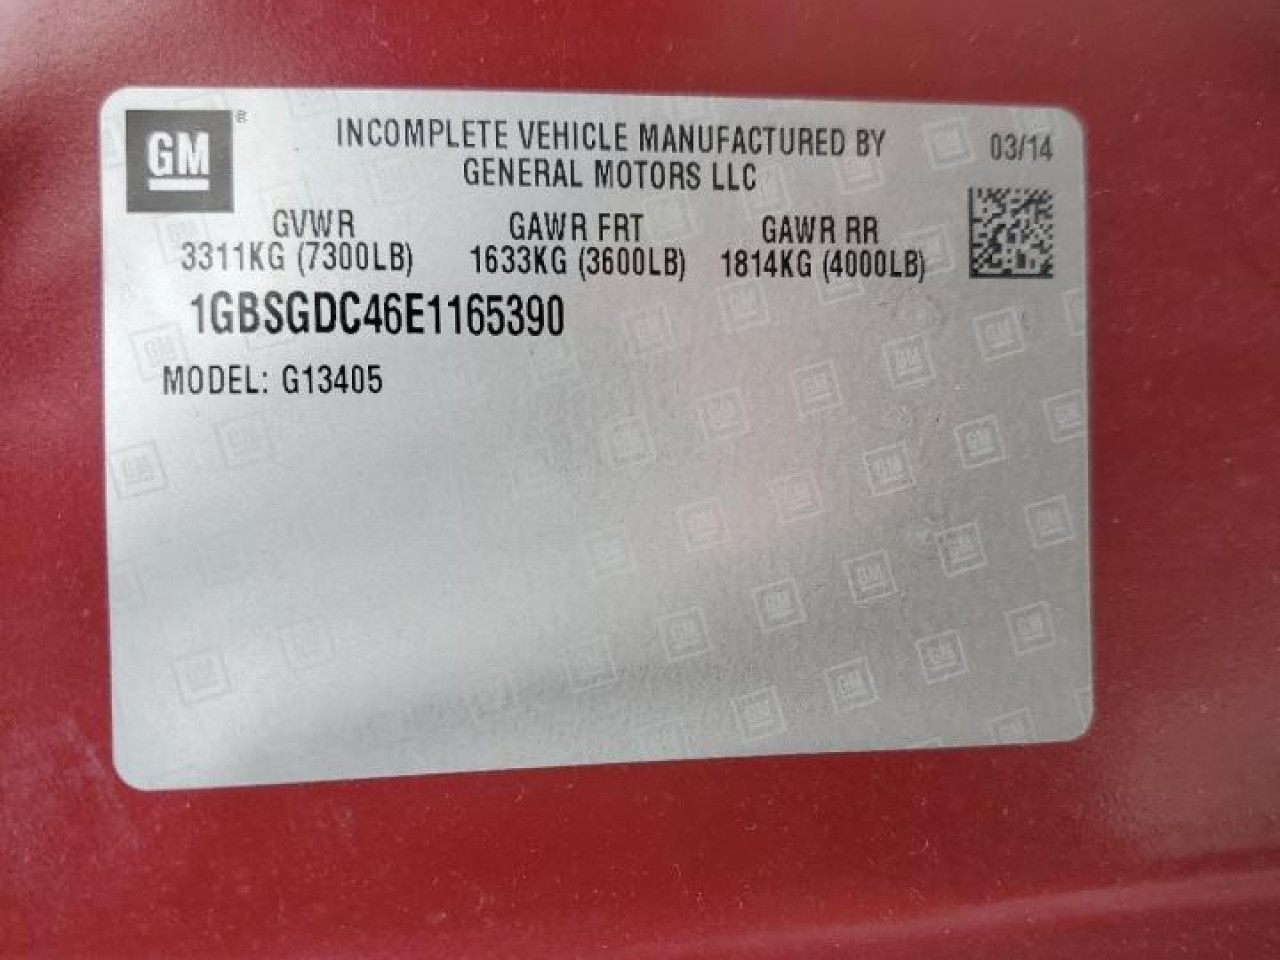 GM®
INCOMPLETE VEHICLE MANUFACTURED BY
GENERAL MOTORS LLC
03/14
GVWR
3311KG (7300LB)
GAWR FRT
1633KG (3600LB)
GAWR RR
1814KG (4000LB)
1GBSGDC46E1165390
MODEL: G13405